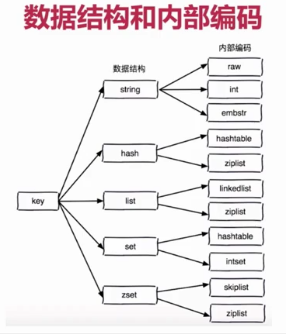 数据结构和内部编码
数据结构
内部编码
key
string
raw
int
embstr
hash
hashtable
ziplist
list
linkedlist
ziplist
set
hashtable
intset
zset
skiplist
ziplist